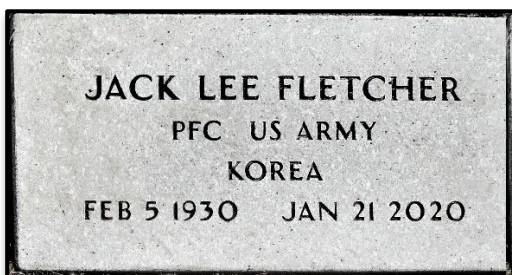 JACK LEE FLETCHER
PFC US ARMY
KOREA
FEB 5 1930 JAN 21 2020